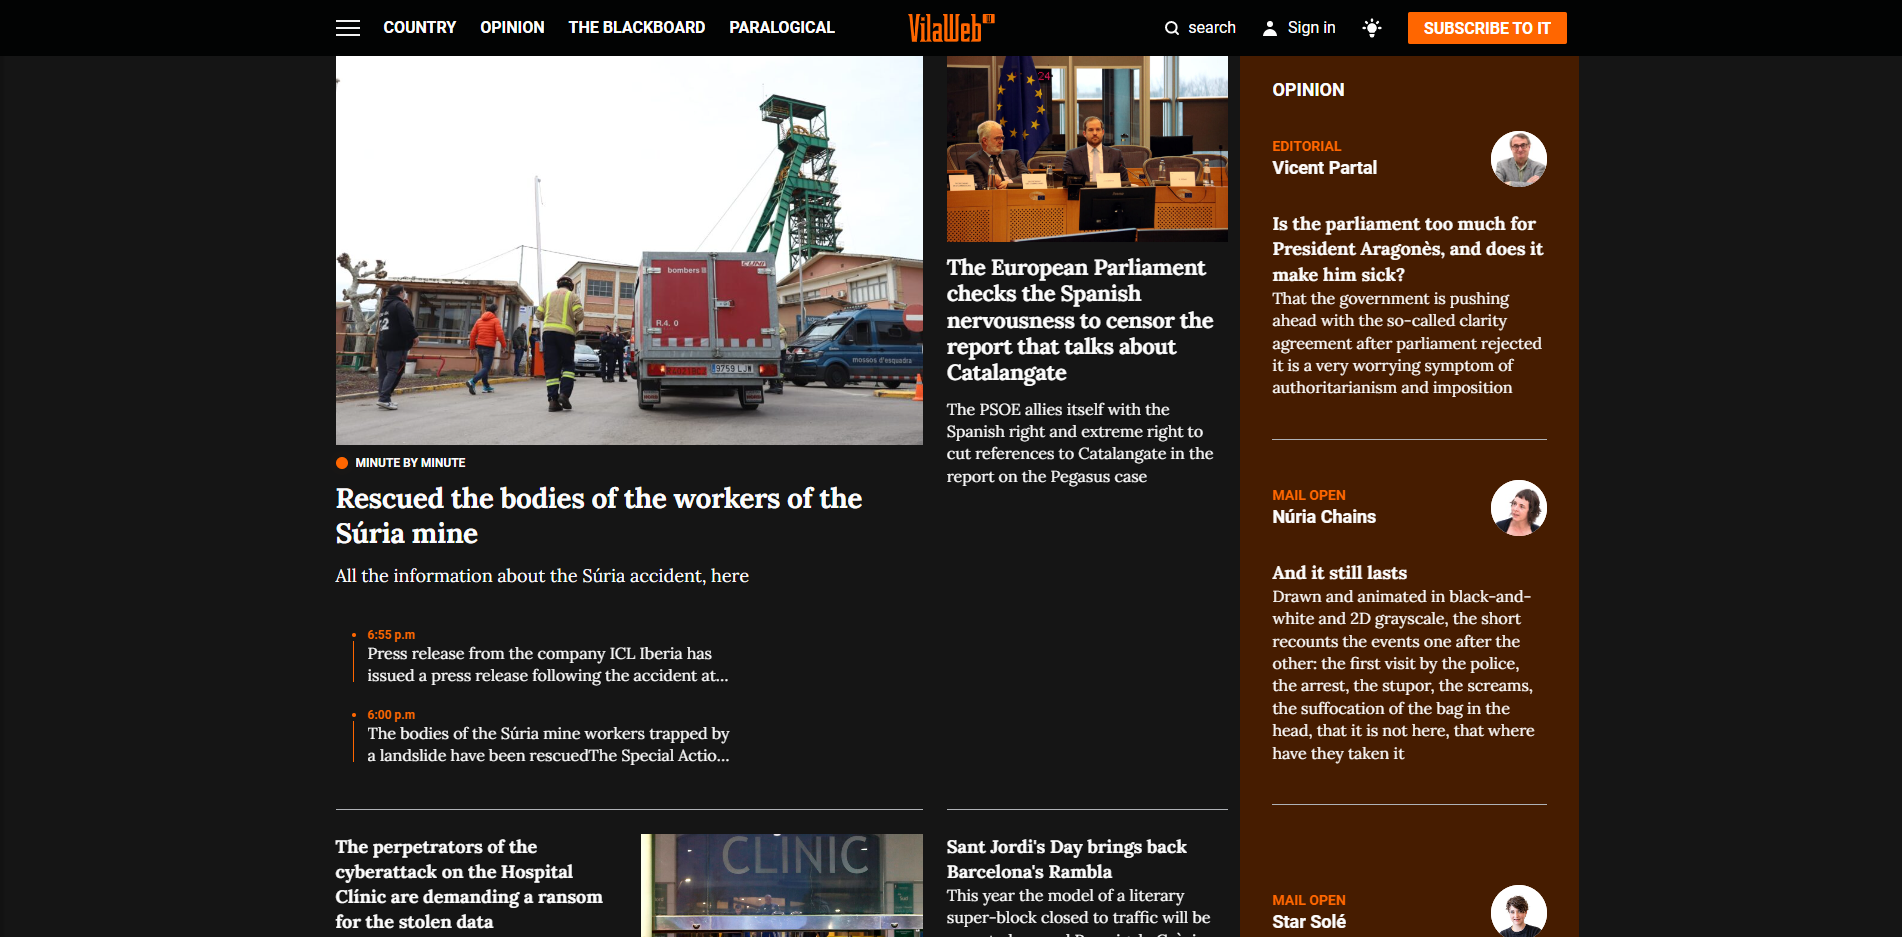 COUNTRY OPINION THE BLACKBOARD PARALOGICAL
VilaWeb
search
Sign in
SUBSCRIBE TO IT
bombers
R.4. 0
9759 LJW
mossos d'esquadra
MINUTE BY MINUTE
Rescued the bodies of the workers of the
Súria mine
All the information about the Súria accident, here
6:55 p.m
Press release from the company ICL Iberia has
issued a press release following the accident at...
6:00 p.m
The bodies of the Súria mine workers trapped by
a landslide have been rescuedThe Special Actio...
24
The European Parliament
checks the Spanish
nervousness to censor the
report that talks about
Catalangate
The PSOE allies itself with the
Spanish right and extreme right to
cut references to Catalangate in the
report on the Pegasus case
The perpetrators of the
cyberattack on the Hospital
Clínic are demanding a ransom
for the stolen data
CLINIC
Sant Jordi's Day brings back
Barcelona's Rambla
This year the model of a literary
super-block closed to traffic will be
OPINION
EDITORIAL
Vicent Partal
Is the parliament too much for
President Aragonès, and does it
make him sick?
That the government is pushing
ahead with the so-called clarity
agreement after parliament rejected
it is a very worrying symptom of
authoritarianism and imposition
MAIL OPEN
Núria Chains
And it still lasts
Drawn and animated in black-and-
white and 2D grayscale, the short
recounts the events one after the
other: the first visit by the police,
the arrest, the stupor, the screams,
the suffocation of the bag in the
head, that it is not here, that where
have they taken it
MAIL OPEN
Star Solé